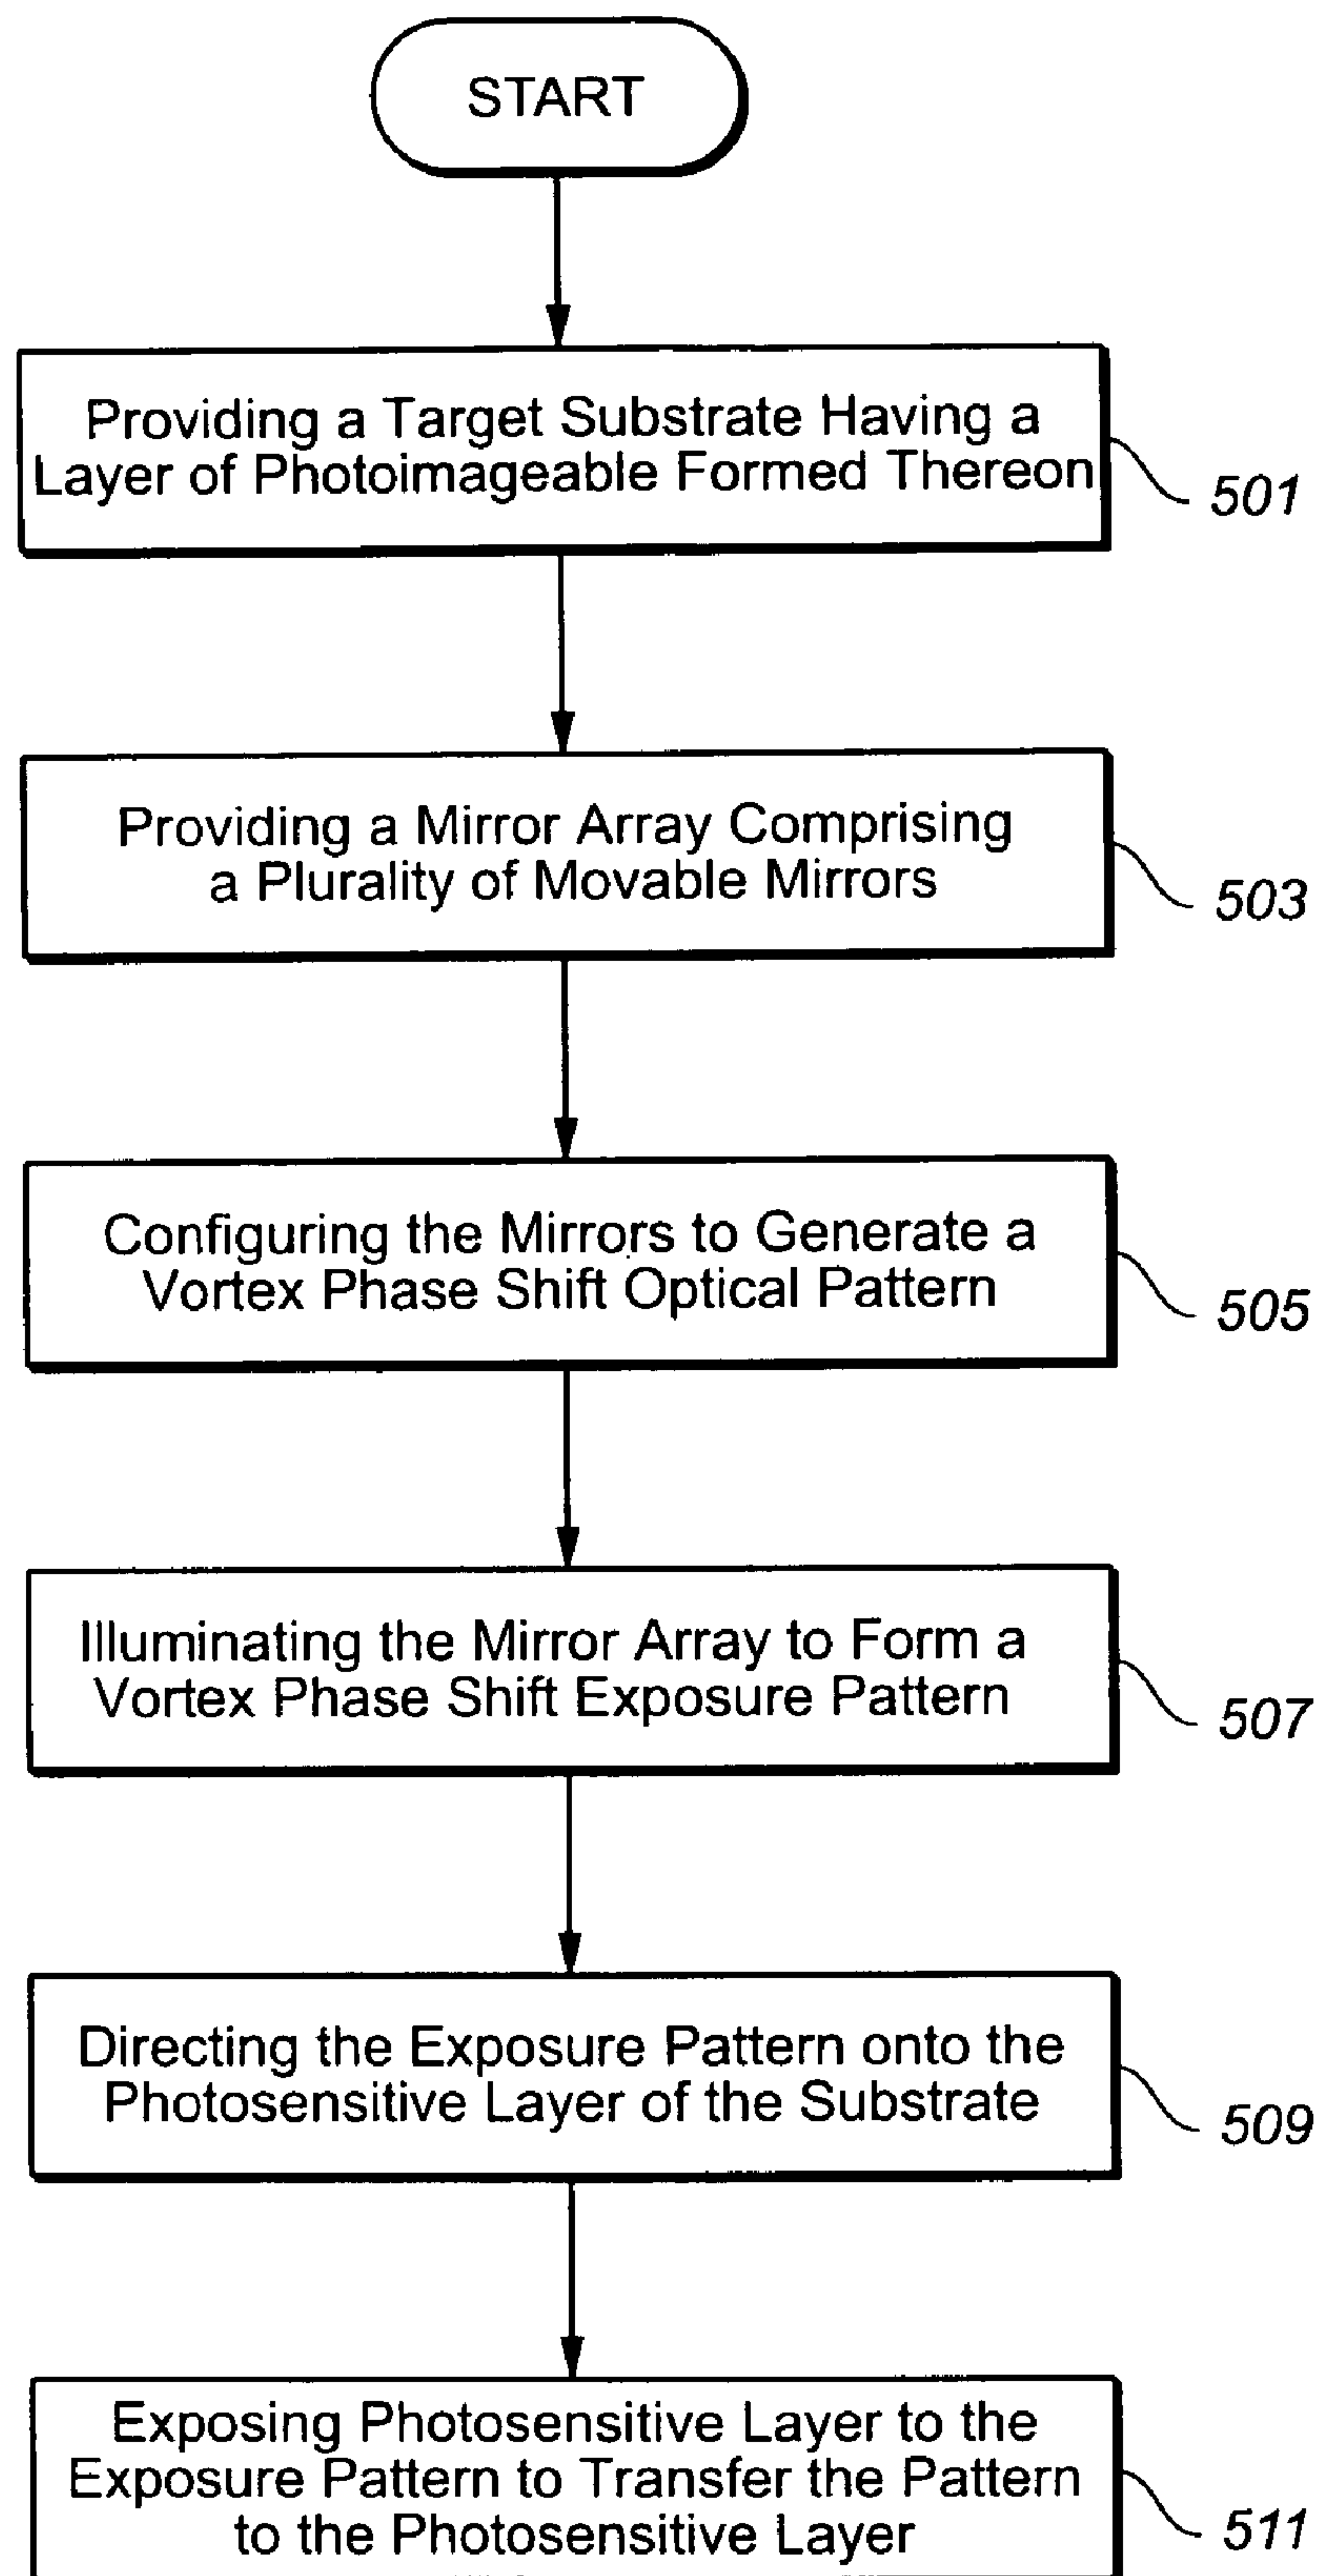 START
Providing a Target Substrate Having a
Layer of Photoimageable Formed Thereon
501
Providing a Mirror Array Comprising
a Plurality of Movable Mirrors
503
Configuring the Mirrors to Generate a
Vortex Phase Shift Optical Pattern
505
Illuminating the Mirror Array to Form a
Vortex Phase Shift Exposure Pattern
507
Directing the Exposure Pattern onto the
Photosensitive Layer of the Substrate
509
Exposing Photosensitive Layer to the
Exposure Pattern to Transfer the Pattern
to the Photosensitive Layer
511